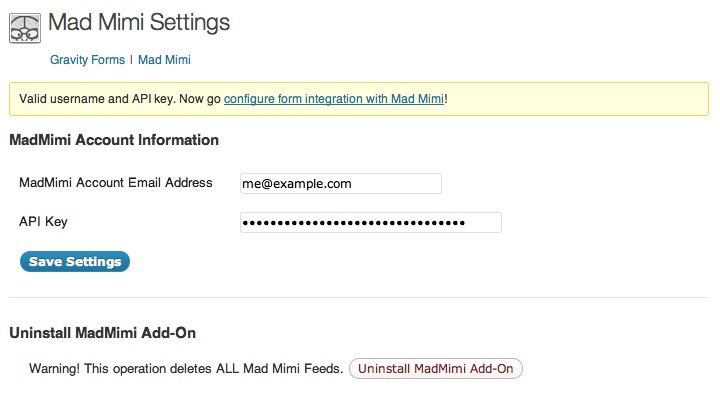 Mad Mimi Settings
Gravity Forms | Mad Mimi
Valid username and API key. Now go configure form integration with Mad Mimi!
MadMimi Account Information
MadMimi Account Email Address me@example.com
API Key ••••••••••••••••••••••••••••••••
Save Settings
Uninstall MadMimi Add-On
Warning! This operation deletes ALL Mad Mimi Feeds. Uninstall MadMimi Add-On